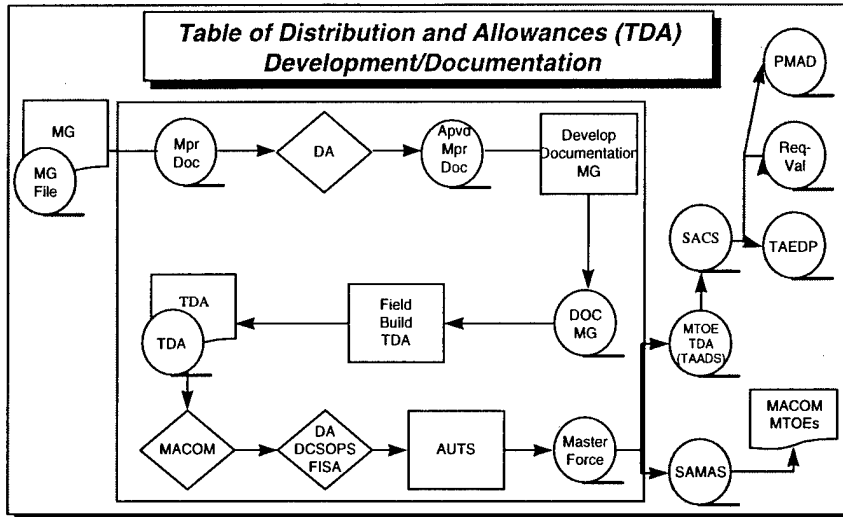 Table of Distribution and Allowances (TDA)
Development/Documentation
MG
MG
File
Mpr
Doc
DA
Apvd
Mpr
Doc
Develop
Documentation
MG
PMAD
Req-
Val
TAEDP
SACS
TDA
TDA
Field
Build
TDA
DOC
MG
MTOE
TDA
(TAADS)
MACOM
DA
DCSOPS
FISA
AUTS
Master
Force
SAMAS
MACOM
MTOEs